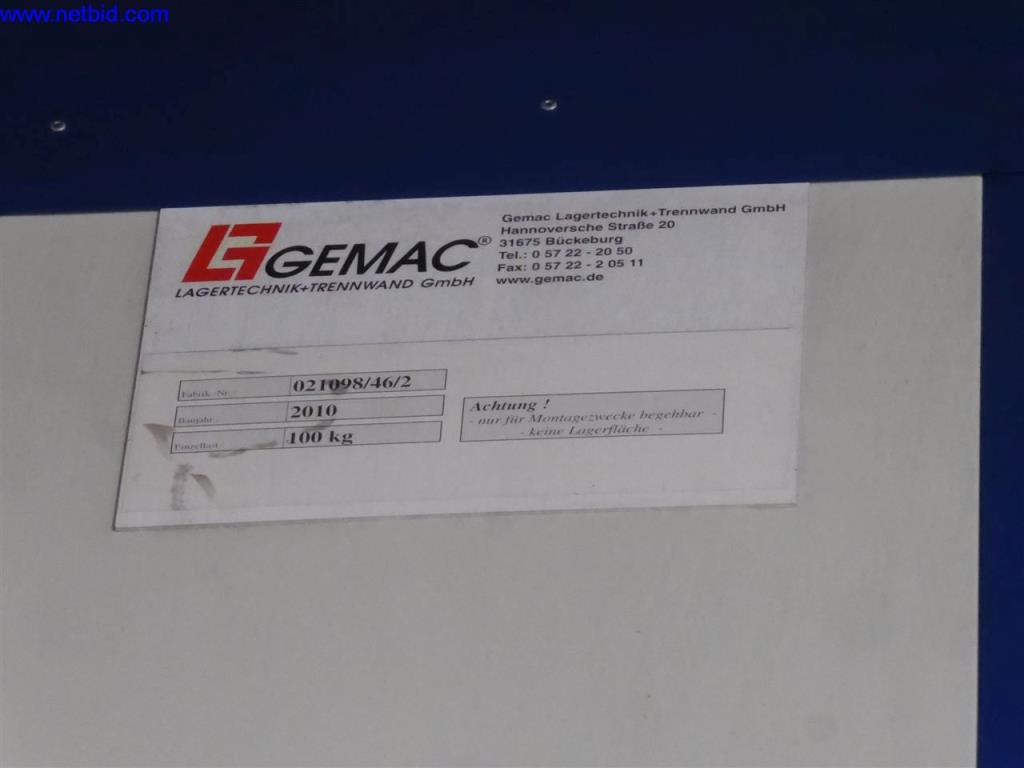 www.netbid.com
GEMAC®
LAGERTECHNIK+TRENNWAND GmbH
Gemac Lagertechnik+Trennwand GmbH
Hannoversche Straße 20
31675 Bückeburg
Tel.: 0 57 22 - 20 50
Fax: 0 57 22 - 2 05 11
www.gemac.de
Fabrik.-Nr.: 021098/46/2
Baujahr : 2010
Einzellast : 100 kg
Achtung !
- nur für Montagezwecke begehbar -
- keine Lagerfläche -